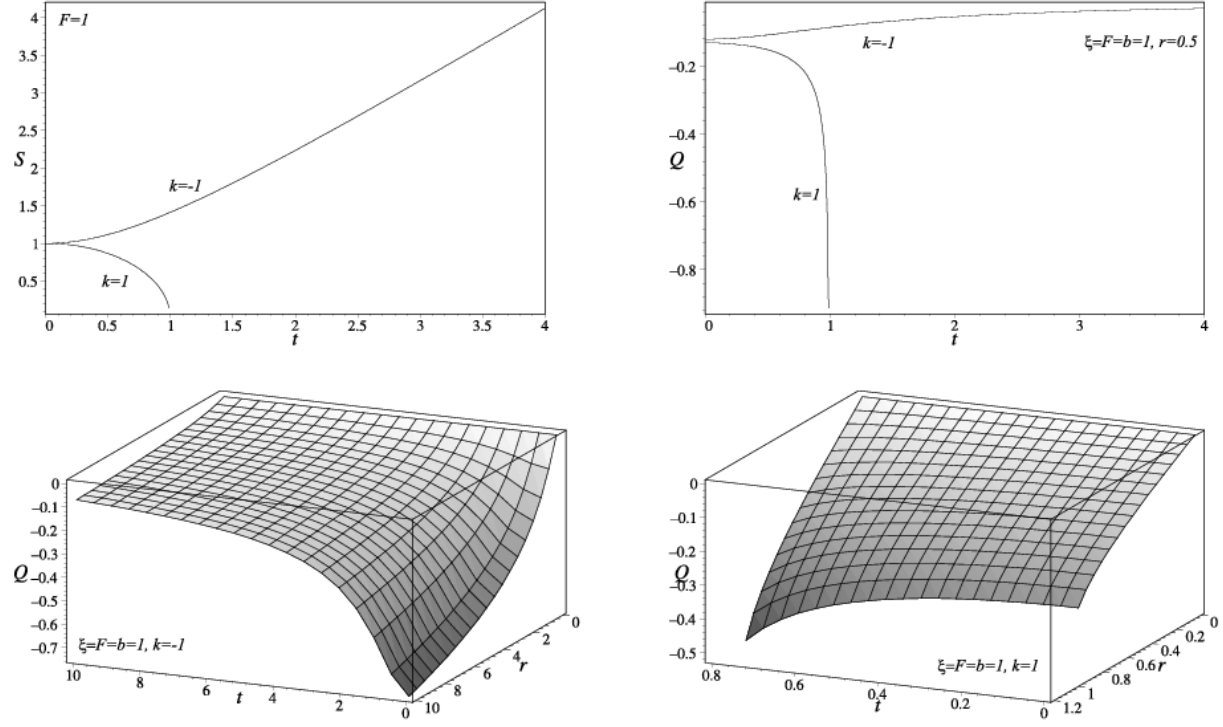 F=1
4
3.5
3
2.5
S
2
k=-1
1.5
1
k=1
0.5
0 0.5 1 1.5 2 2.5 3 3.5 4
t
k=-1
ξ=F=b=1, r=0.5
−0.2
−0.4
Q
−0.6
k=1
−0.8
0 1 2 3 4
t
0
−0.1
−0.2
−0.3
−0.4
Q
−0.5
−0.6
−0.7
ξ=F=b=1, k=-1
10 8 6 4 2 0
t
10 8 6 4 2 0
r
0
−0.1
−0.2
−0.3
Q
−0.4
−0.5
ξ=F=b=1, k=1
0.8 0.6 0.4 0.2 0
t
1.2 1 0.8 0.6 0.4 0.2 0
r